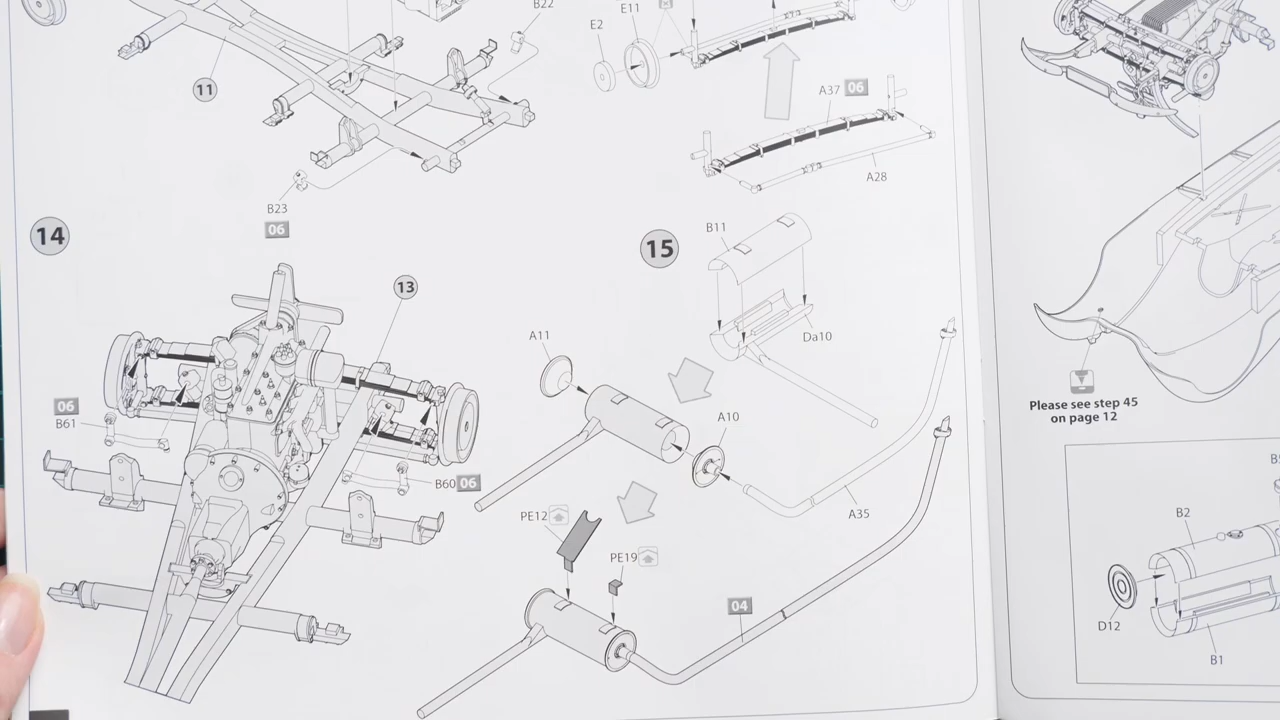 B22
E11
E2
11
A37 06
A28
B23
06
14
13
06
B61
B60 06
15
B11
Da10
A11
A10
A35
PE12
PE19
04
Please see step 45
on page 12
B2
D12
B1